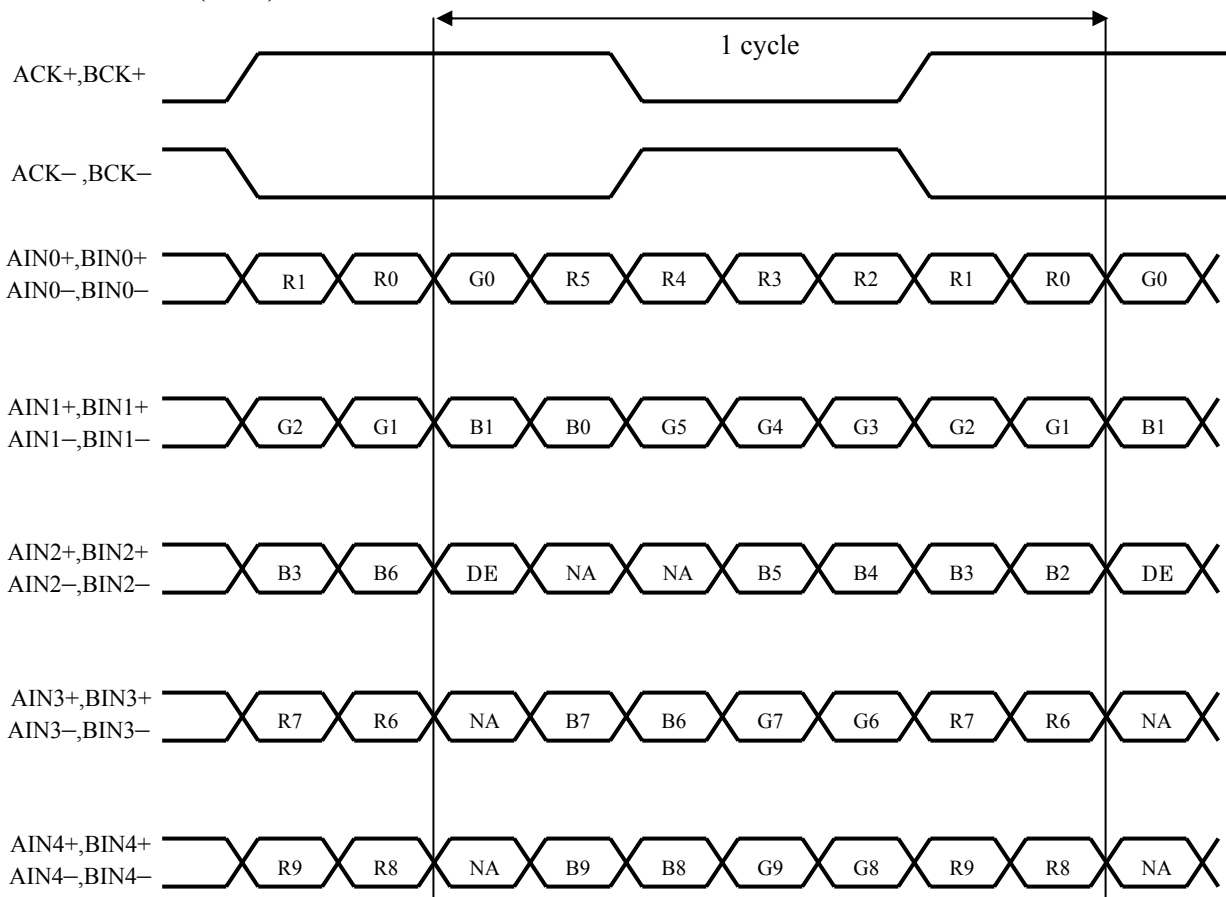 1 cycle
ACK+,BCK+
ACK−,BCK−
AIN0+,BIN0+
AIN0−,BIN0−
R1 R0 G0 R5 R4 R3 R2 R1 R0 G0
AIN1+,BIN1+
AIN1−,BIN1−
G2 G1 B1 B0 G5 G4 G3 G2 G1 B1
AIN2+,BIN2+
AIN2−,BIN2−
B3 B6 DE NA NA B5 B4 B3 B2 DE
AIN3+,BIN3+
AIN3−,BIN3−
R7 R6 NA B7 B6 G7 G6 R7 R6 NA
AIN4+,BIN4+
AIN4−,BIN4−
R9 R8 NA B9 B8 G9 G8 R9 R8 NA